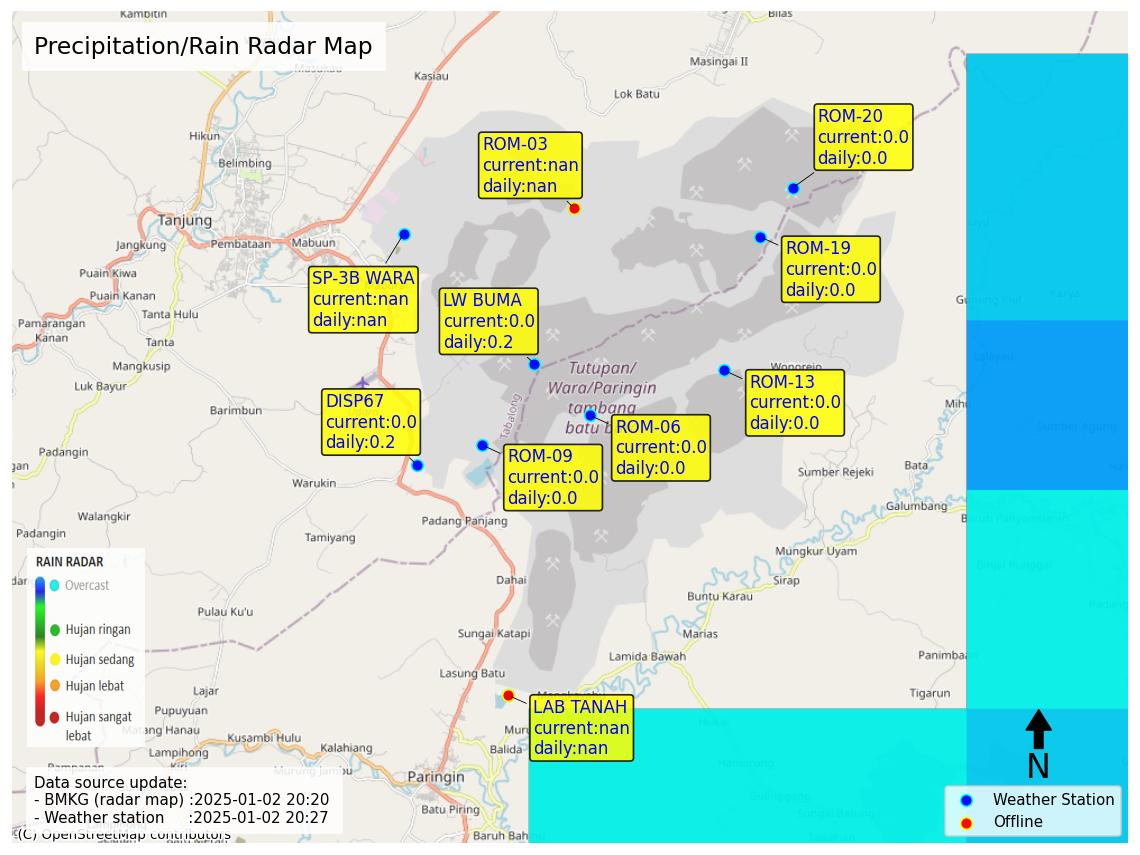 Precipitation/Rain Radar Map
Kambitin
Bilas
Masingai II
Kasiau
Lok Batu
Hikun
Belimbing
ROM-03
current:nan
daily:nan
ROM-20
current:0.0
daily:0.0
Tanjung
Jangkung
Pembataan
Mabuun
ROM-19
current:0.0
daily:0.0
Puain Kiwa
Puain Kanan
SP-3B WARA
current:nan
daily:nan
LW BUMA
current:0.0
daily:0.2
Tanta Hulu
Pamarangan
Kanan
Tanta
Mangkusip
Luk Bayur
Barimbun
Tutupan/
Wara/Paringin
tambang
batu b
Tabalong
Wonorejo
ROM-13
current:0.0
daily:0.0
DISP67
current:0.0
daily:0.2
ROM-06
current:0.0
daily:0.0
ROM-09
current:0.0
daily:0.0
Karya
Lalayau
Sumber Agung
Sumber Rejeki
Bata
Galumbang
Warukin
Walangkir
Padangin
Padang Panjang
Tamiyang
Mungkur Uyam
Sirap
Dahai
Buntu Karau
Pulau Ku'u
Sungai Katapi
Marias
Lamida Bawah
Lasung Batu
Tigarun
Lajar
Pupuyuan
Matang Hanau
Kusambi Hulu
Lampihong
Kalahiang
Murung Jambu
LAB TANAH
current:nan
daily:nan
Balida
Paringin
Batu Piring
RAIN RADAR
Overcast
Hujan ringan
Hujan sedang
Hujan lebat
Hujan sangat
lebat
Data source update:
- BMKG (radar map) :2025-01-02 20:20
- Weather station :2025-01-02 20:27
(C) OpenStreetMap contributors
N
Weather Station
Offline